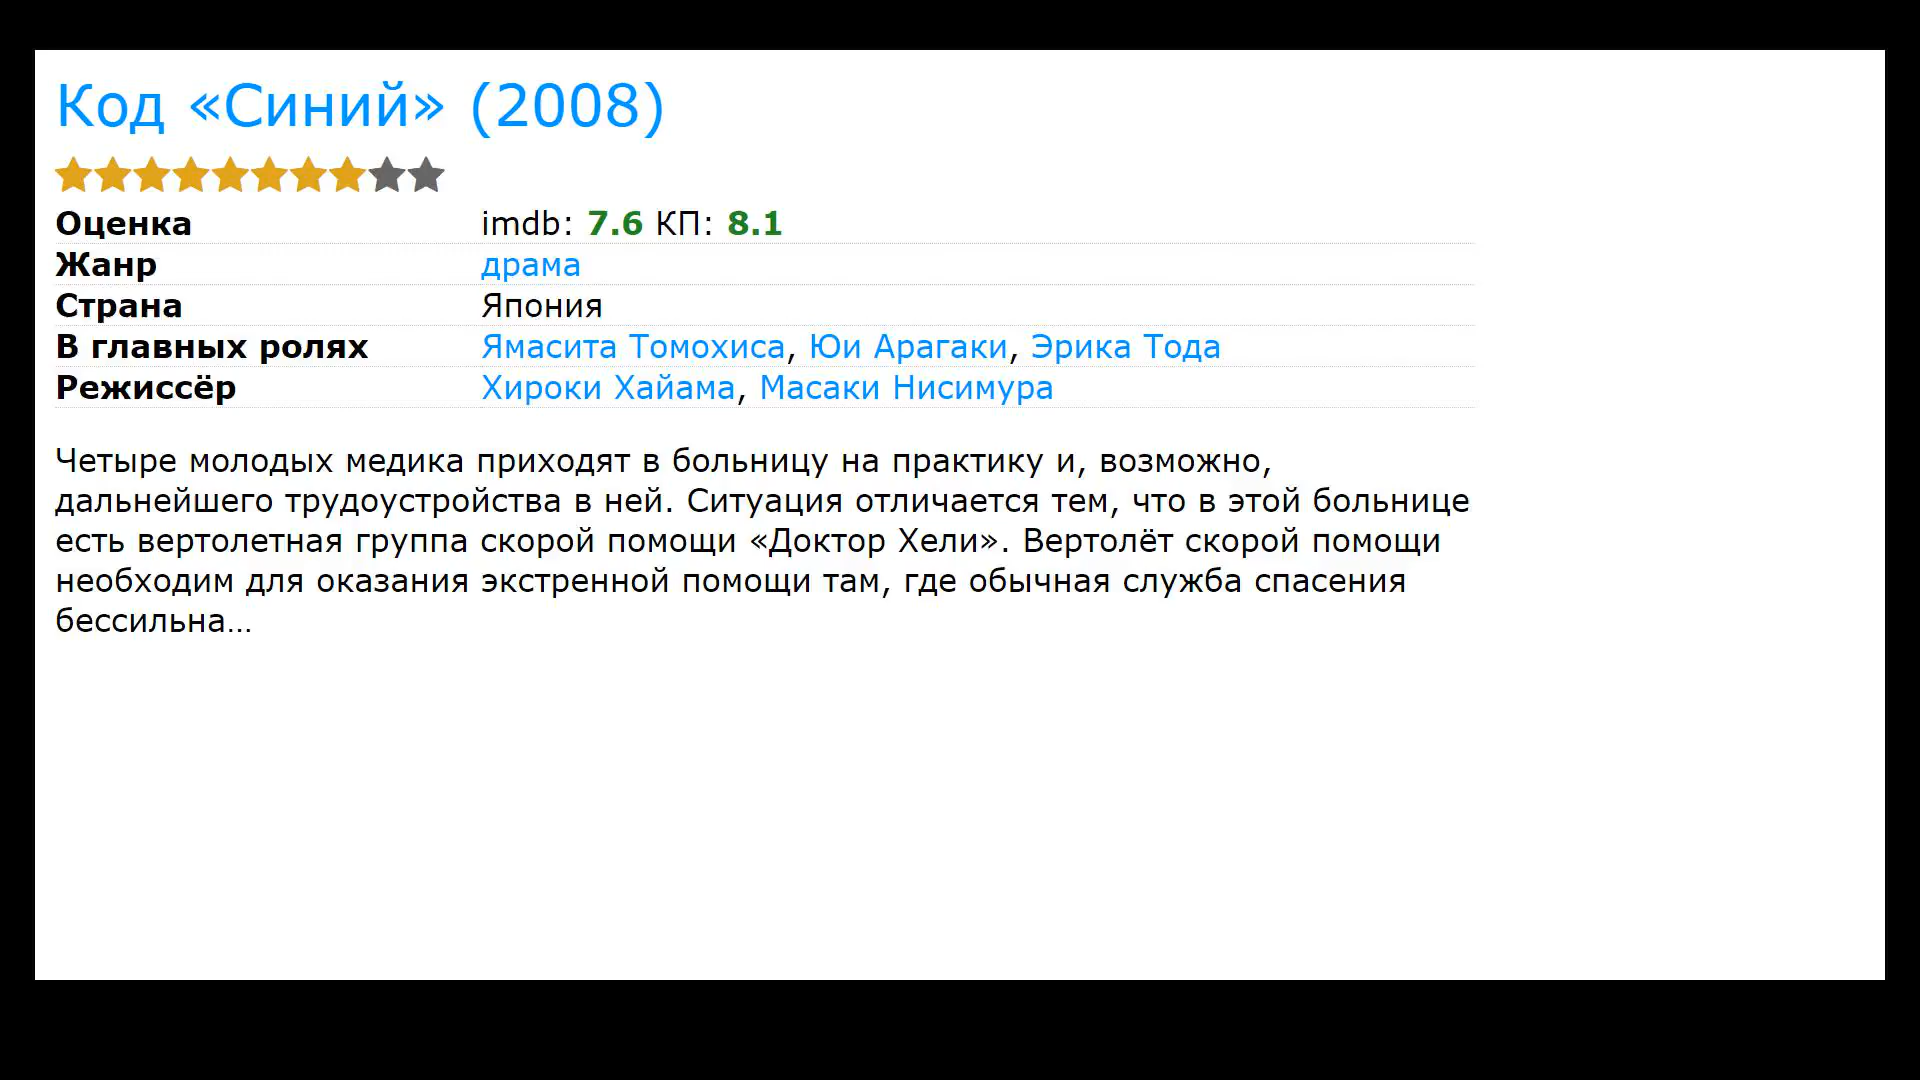 Код «Синий» (2008)
Оценка imdb: 7.6 КП: 8.1
Жанр драма
Страна Япония
В главных ролях Ямасита Томохиса, Юи Арагаки, Эрика Тода
Режиссёр Хироки Хайама, Масаки Нисимура
Четыре молодых медика приходят в больницу на практику и, возможно,
дальнейшего трудоустройства в ней. Ситуация отличается тем, что в этой больнице
есть вертолетная группа скорой помощи «Доктор Хели». Вертолёт скорой помощи
необходим для оказания экстренной помощи там, где обычная служба спасения
бессильна...